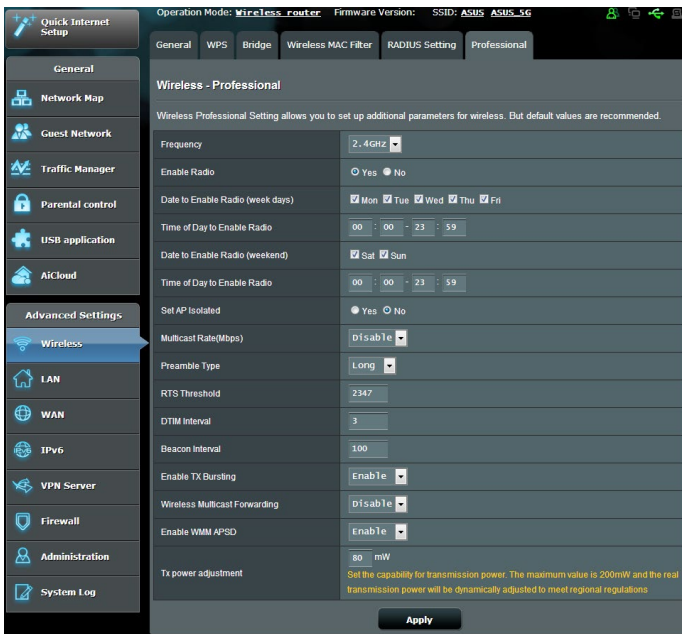 Quick Internet
Setup
Operation Mode: Wireless router Firmware Version: SSID: ASUS ASUS_5G
General WPS Bridge Wireless MAC Filter RADIUS Setting Professional
General
Network Map
Guest Network
Traffic Manager
Parental control
USB application
AiCloud
Advanced Settings
Wireless
LAN
WAN
IPv6
VPN Server
Firewall
Administration
System Log
Wireless - Professional
Wireless Professional Setting allows you to set up additional parameters for wireless. But default values are recommended.
Frequency 2.4GHz
Enable Radio Yes No
Date to Enable Radio (week days) Mon Tue Wed Thu Fri
Time of Day to Enable Radio 00 : 00 - 23 : 59
Date to Enable Radio (weekend) Sat Sun
Time of Day to Enable Radio 00 : 00 - 23 : 59
Set AP Isolated Yes No
Multicast Rate(Mbps) Disable
Preamble Type Long
RTS Threshold 2347
DTIM Interval 3
Beacon Interval 100
Enable TX Bursting Enable
Wireless Multicast Forwarding Disable
Enable WMM APSD Enable
Tx power adjustment 80 mW
Set the capability for transmission power. The maximum value is 200mW and the real
transmission power will be dynamically adjusted to meet regional regulations
Apply